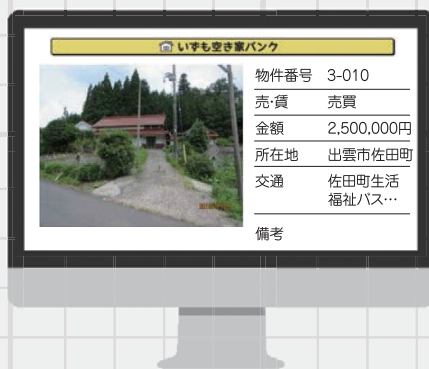 いずも空き家バンク
物件番号 3-010
売・賃 売買
金額 2,500,000円
所在地 出雲市佐田町
交通 佐田町生活
福祉バス…
備考